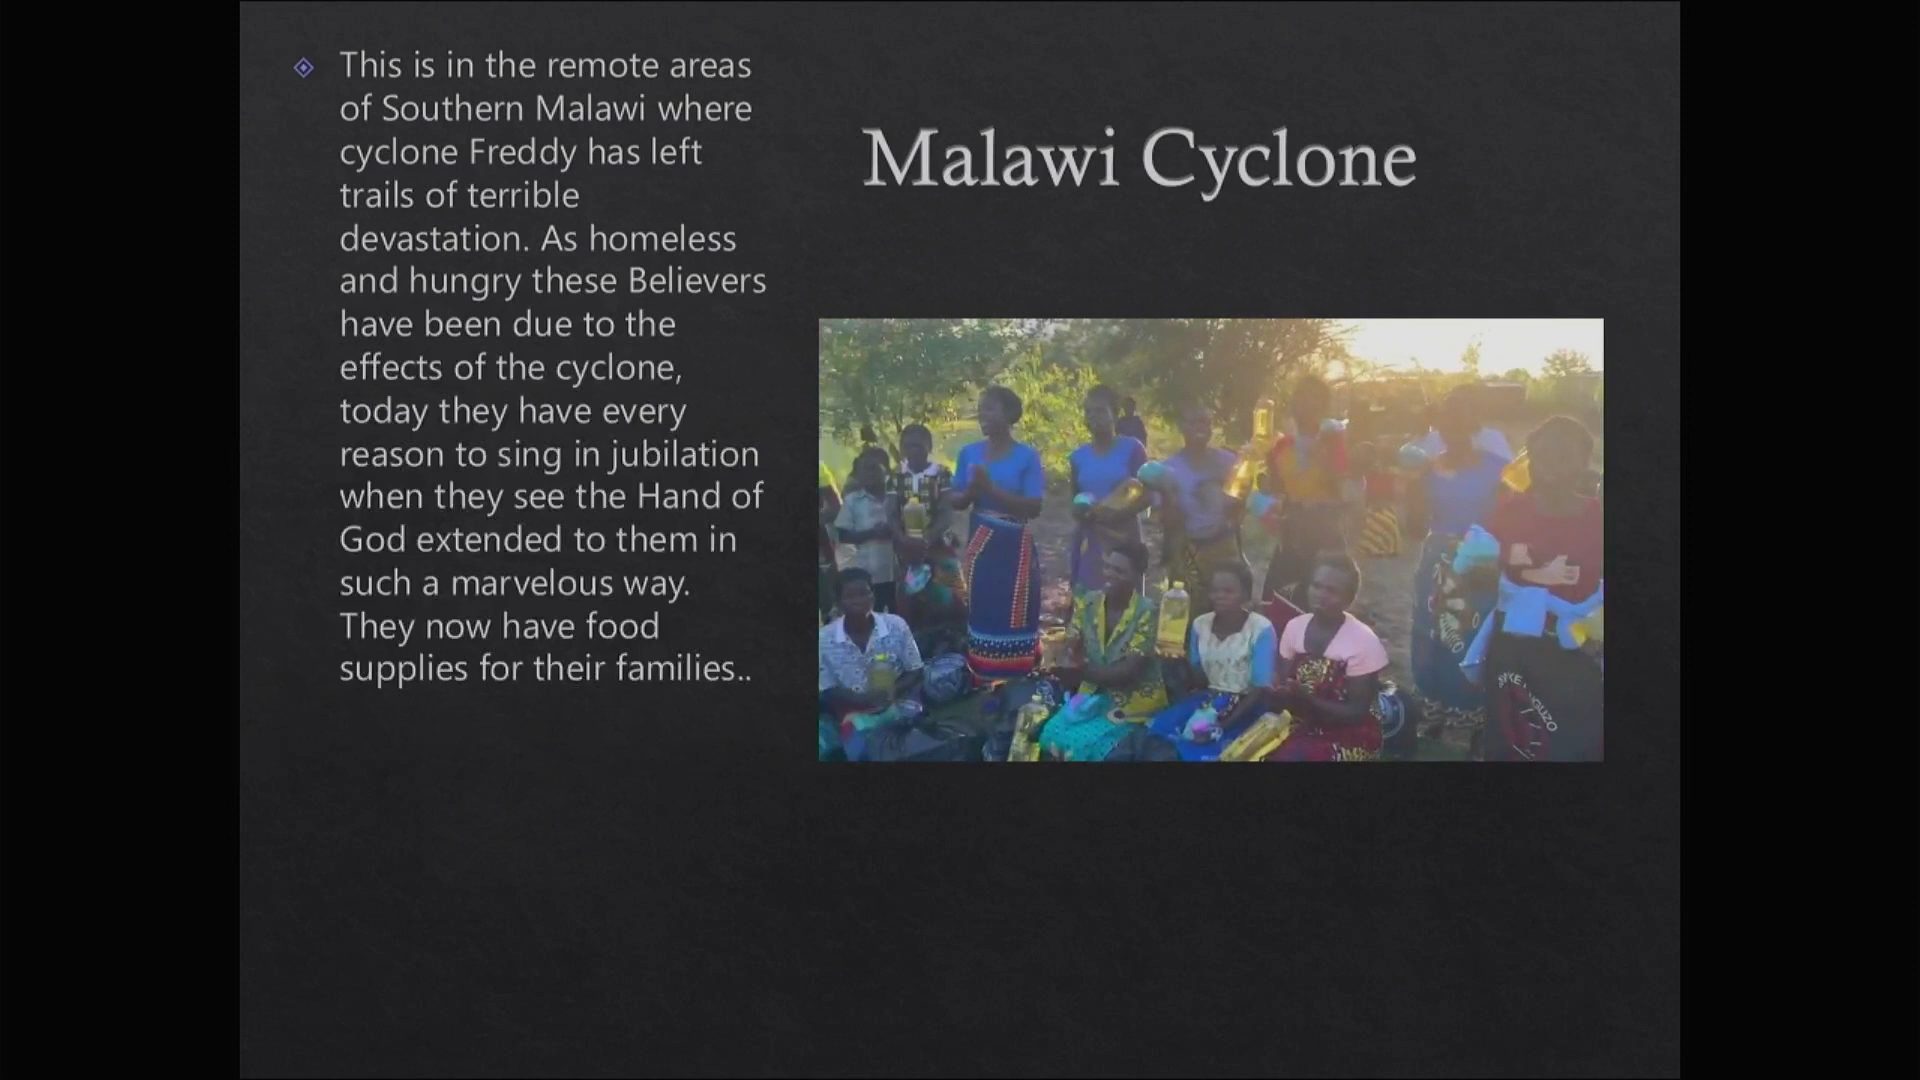 This is in the remote areas
of Southern Malawi where
cyclone Freddy has left
trails of terrible
devastation. As homeless
and hungry these Believers
have been due to the
effects of the cyclone,
today they have every
reason to sing in jubilation
when they see the Hand of
God extended to them in
such a marvelous way.
They now have food
supplies for their families..
Malawi Cyclone